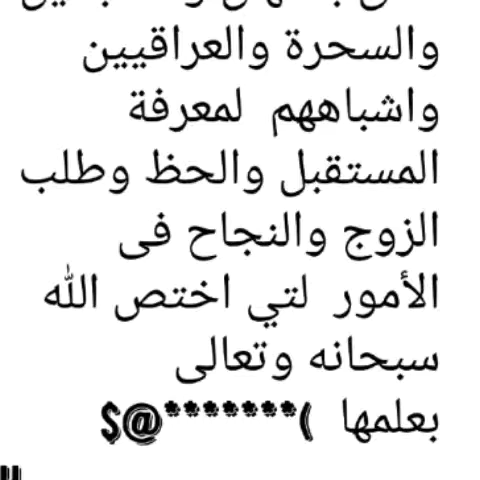 والسحرة والعراقيين
واشباههم لمعرفة
المستقبل والحظ وطلب
الزوج والنجاح فى
الأمور لتي اختص الله
سبحانه وتعالى
بعلمها )*******@$